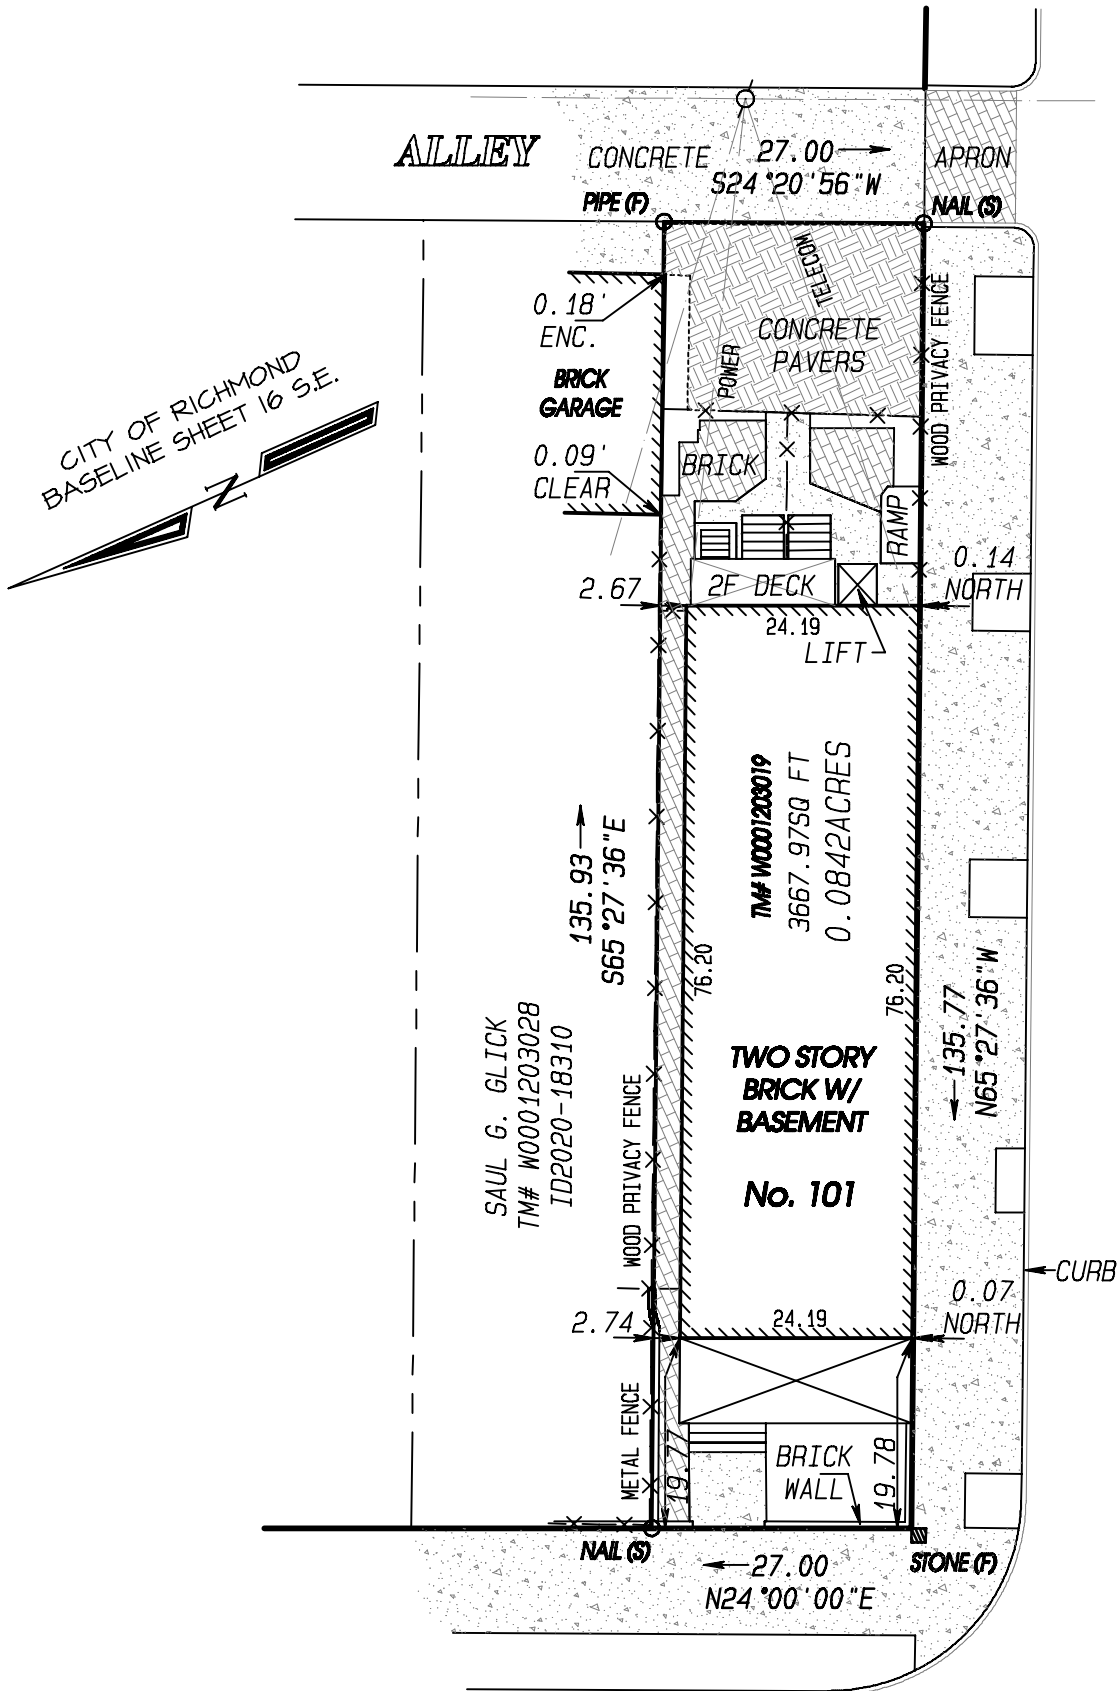 ALLEY
CONCRETE
27.00
S24°20'56"W
APRON
PIPE (F)
NAIL (S)
TELECOM
WOOD PRIVACY FENCE
0.18'
ENC.
CONCRETE
PAVERS
POWER
BRICK
GARAGE
CITY OF RICHMOND
BASELINE SHEET 16 S.E.
N
0.09'
CLEAR
BRICK
RAMP
0.14
NORTH
2.67
2F DECK
24.19
LIFT
TM# W0001203019
3667.97SQ FT
0.0842ACRES
135.93
S65°27'36"E
76.20
76.20
135.77
N65°27'36"W
SAUL G. GLICK
TM# W0001203028
ID2020-18310
TWO STORY
BRICK W/
BASEMENT
No. 101
WOOD PRIVACY FENCE
CURB
0.07
NORTH
2.74
24.19
METAL FENCE
19.77
BRICK
WALL
19.78
NAIL (S)
STONE (F)
27.00
N24°00'00"E